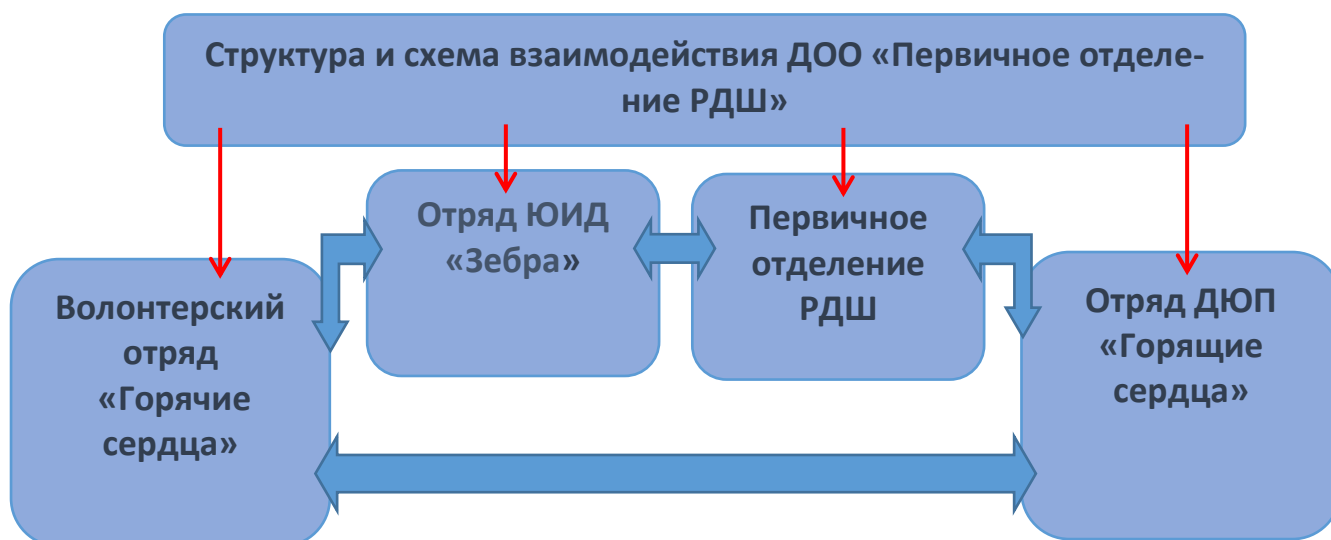 Структура и схема взаимодействия ДОО «Первичное отделе-
ние РДШ»
Отряд ЮИД
«Зебра»
Первичное
отделение
РДШ
Волонтерский
отряд
«Горячие
сердца»
Отряд ДЮП
«Горящие
сердца»